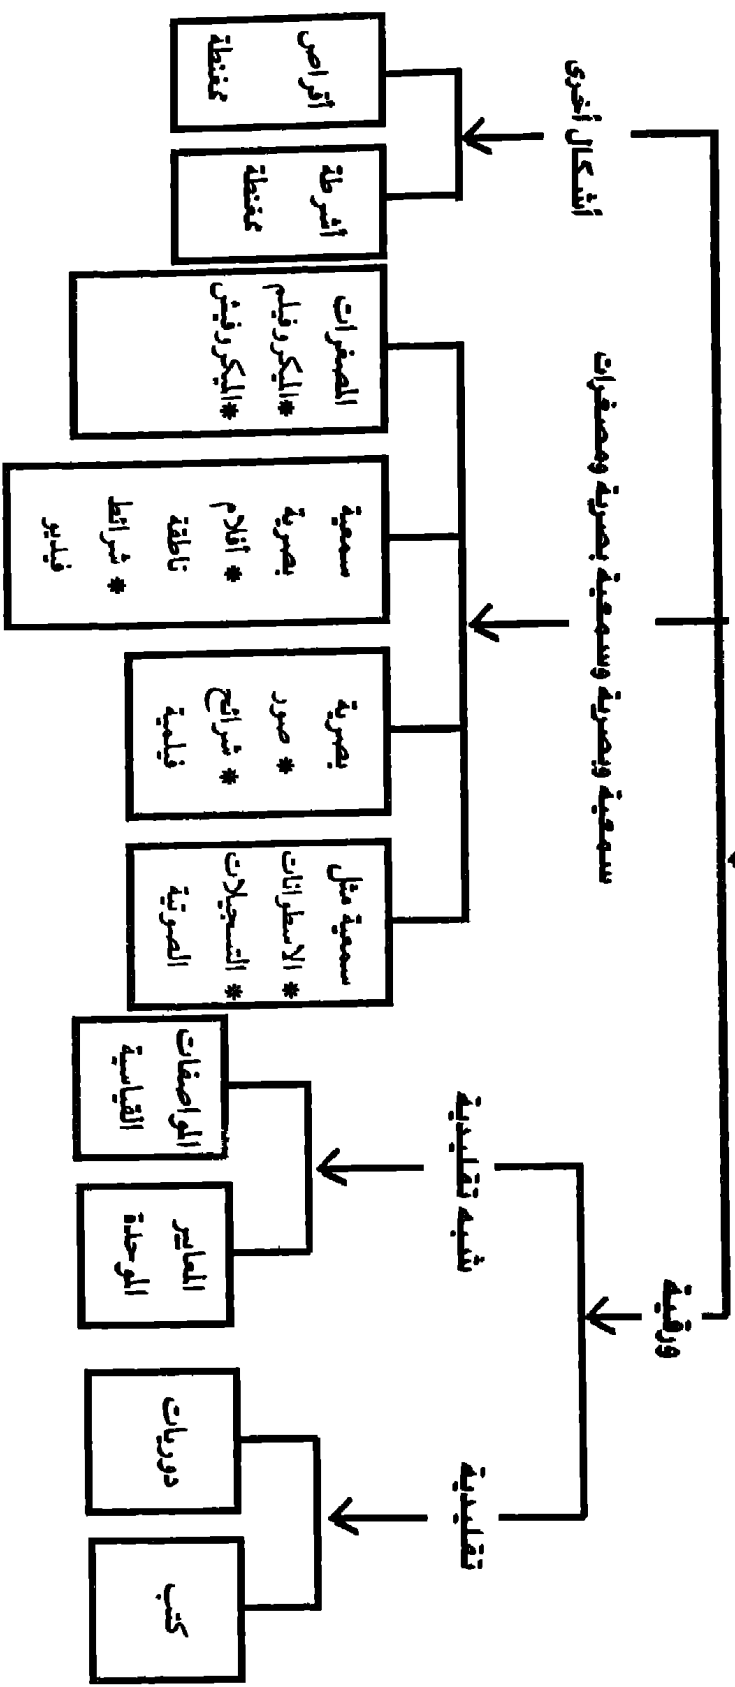 ورقية
سمعية وبصرية وسمعية بصرية ومصغرات
أشكال أخرى
تقليدية
شبه تقليدية
كتب
دوريات
المعايير
الموحدة
المواصفات
القياسية
سمعية مثل
* الاسطوانات
* التسجيلات
الصوتية
بصرية
* صور
* شرائح
فيلمية
سمعية
بصرية
* أفلام
ناطقة
* شرائط
فيديو
المصغرات
*الميكروفيلم
*الميكروفيش
أشرطة
ممغنطة
أقراص
ممغنطة